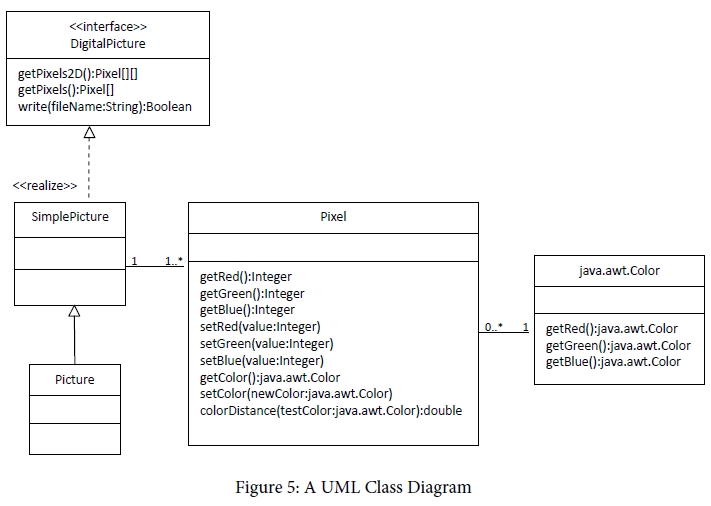 <<interface>>
DigitalPicture
getPixels2D():Pixel[][]
getPixels():Pixel[]
write(fileName:String):Boolean
<<realize>>
SimplePicture
1
1..*
Picture
Pixel
getRed():Integer
getGreen():Integer
getBlue():Integer
setRed(value:Integer)
setGreen(value:Integer)
setBlue(value:Integer)
getColor():java.awt.Color
setColor(newColor:java.awt.Color)
colorDistance(testColor:java.awt.Color):double
0..*
1
java.awt.Color
getRed():java.awt.Color
getGreen():java.awt.Color
getBlue():java.awt.Color
Figure 5: A UML Class Diagram